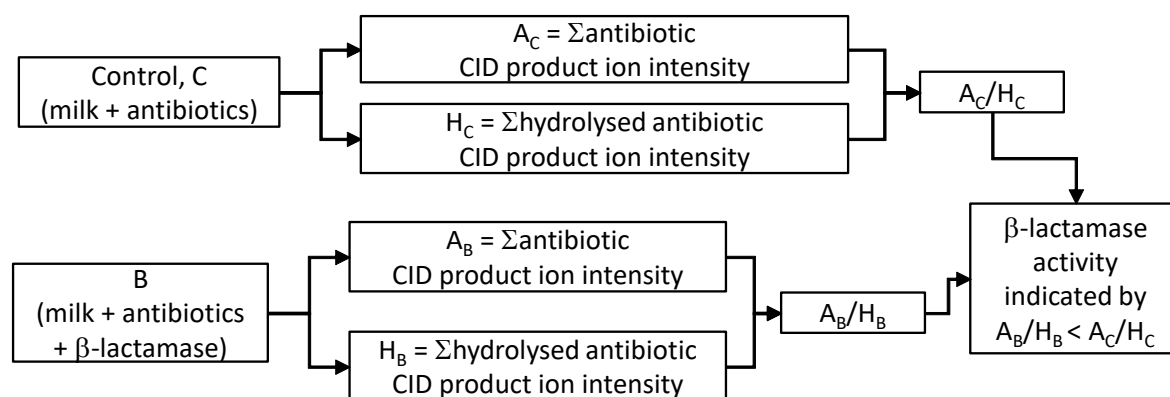 Control, C
(milk + antibiotics)
A_C = Σantibiotic
CID product ion intensity
H_C = Σhydrolysed antibiotic
CID product ion intensity
A_C/H_C
B
(milk + antibiotics
+ β-lactamase)
A_B = Σantibiotic
CID product ion intensity
H_B = Σhydrolysed antibiotic
CID product ion intensity
A_B/H_B
β-lactamase
activity
indicated by
A_B/H_B < A_C/H_C